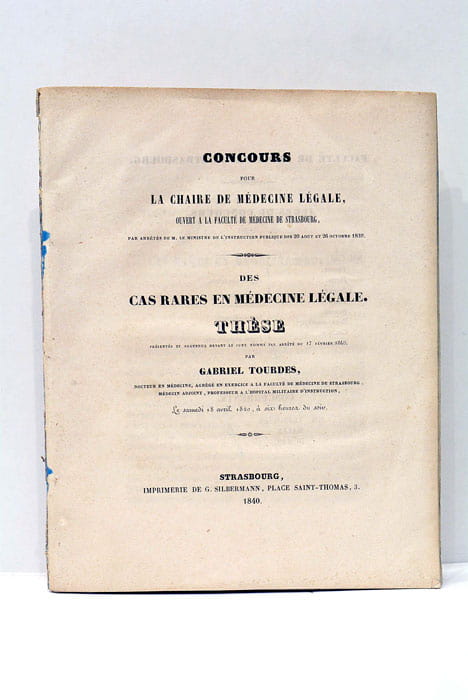 CONCOURS
POUR
LA CHAIRE DE MÉDECINE LÉGALE,
OUVERT A LA FACULTÉ DE MÉDECINE DE STRASBOURG,
PAR ARRÊTÉS DE M. LE MINISTRE DE L'INSTRUCTION PUBLIQUE DES 20 AOUT ET 26 OCTOBRE 1839.
DES
CAS RARES EN MÉDECINE LÉGALE.
THÈSE
PRÉSENTÉE ET SOUTENUE DEVANT LE JURY NOMMÉ PAR ARRÊTÉ DU 17 FÉVRIER 1840,
PAR
GABRIEL TOURDES,
DOCTEUR EN MÉDECINE, AGRÉGÉ EN EXERCICE A LA FACULTÉ DE MÉDECINE DE STRASBOURG,
MÉDECIN ADJOINT, PROFESSEUR A L'HOPITAL MILITAIRE D'INSTRUCTION,
Le samedi 18 avril 1840, à six heures du soir.
STRASBOURG,
IMPRIMERIE DE G. SILBERMANN, PLACE SAINT-THOMAS, 3.
1840.